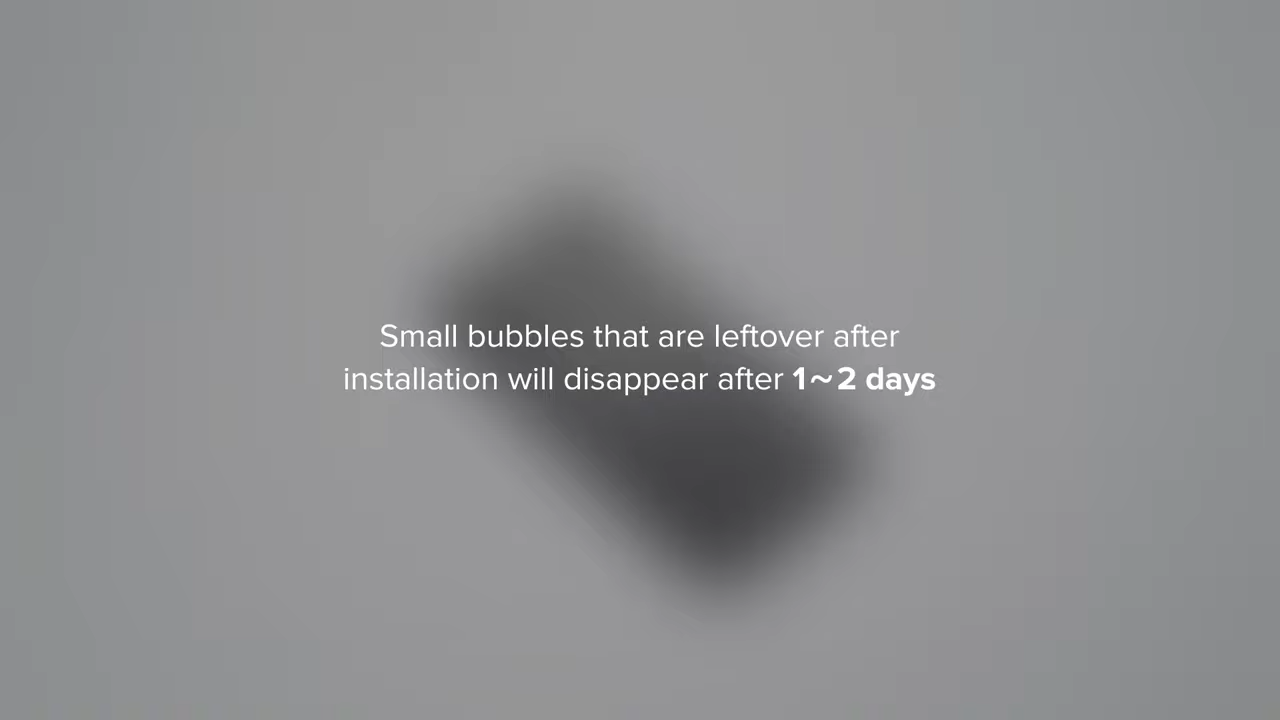 Small bubbles that are leftover after
installation will disappear after 1~2 days